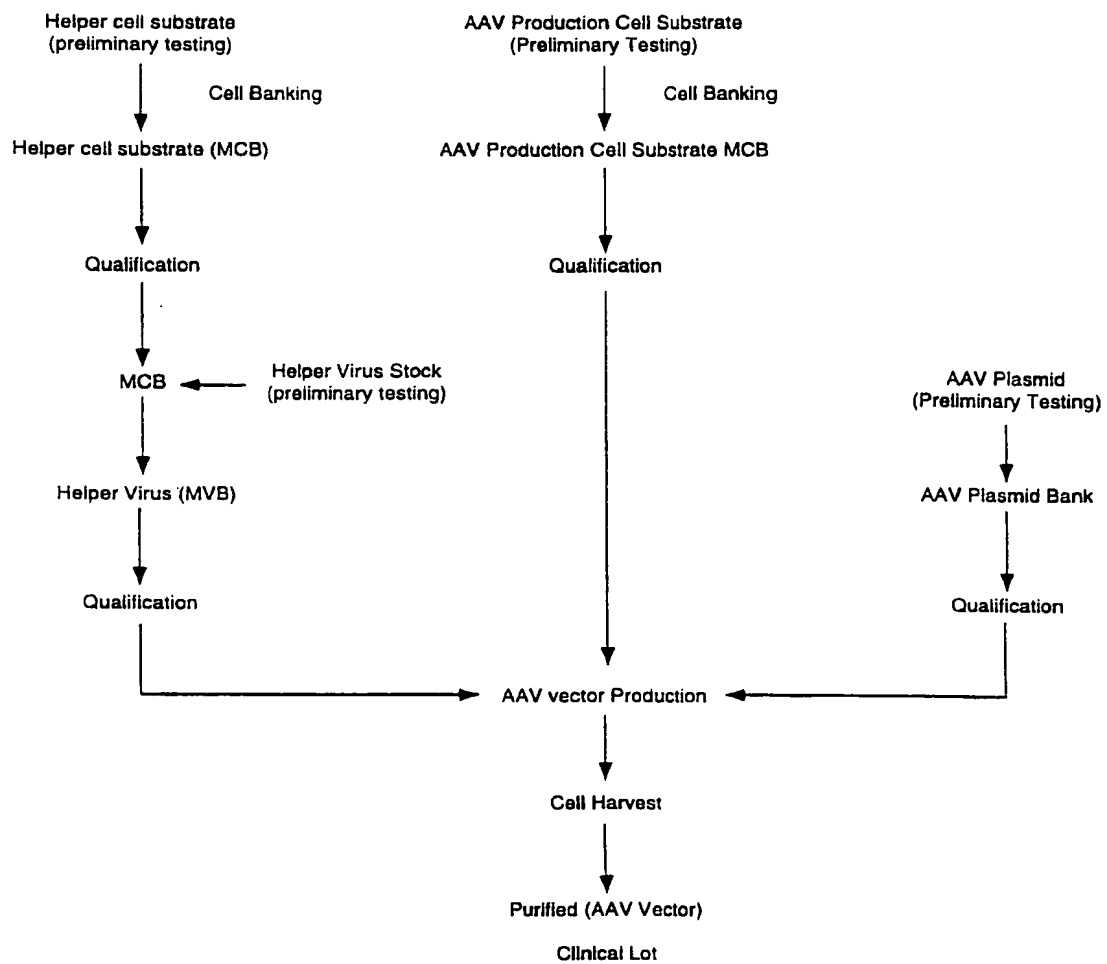 Helper cell substrate
(preliminary testing)
AAV Production Cell Substrate
(Preliminary Testing)
Cell Banking
Cell Banking
Helper cell substrate (MCB)
AAV Production Cell Substrate MCB
Qualification
Qualification
MCB
Helper Virus Stock
(preliminary testing)
AAV Plasmid
(Preliminary Testing)
Helper Virus (MVB)
AAV Plasmid Bank
Qualification
Qualification
AAV vector Production
Cell Harvest
Purified (AAV Vector)
Clinical Lot